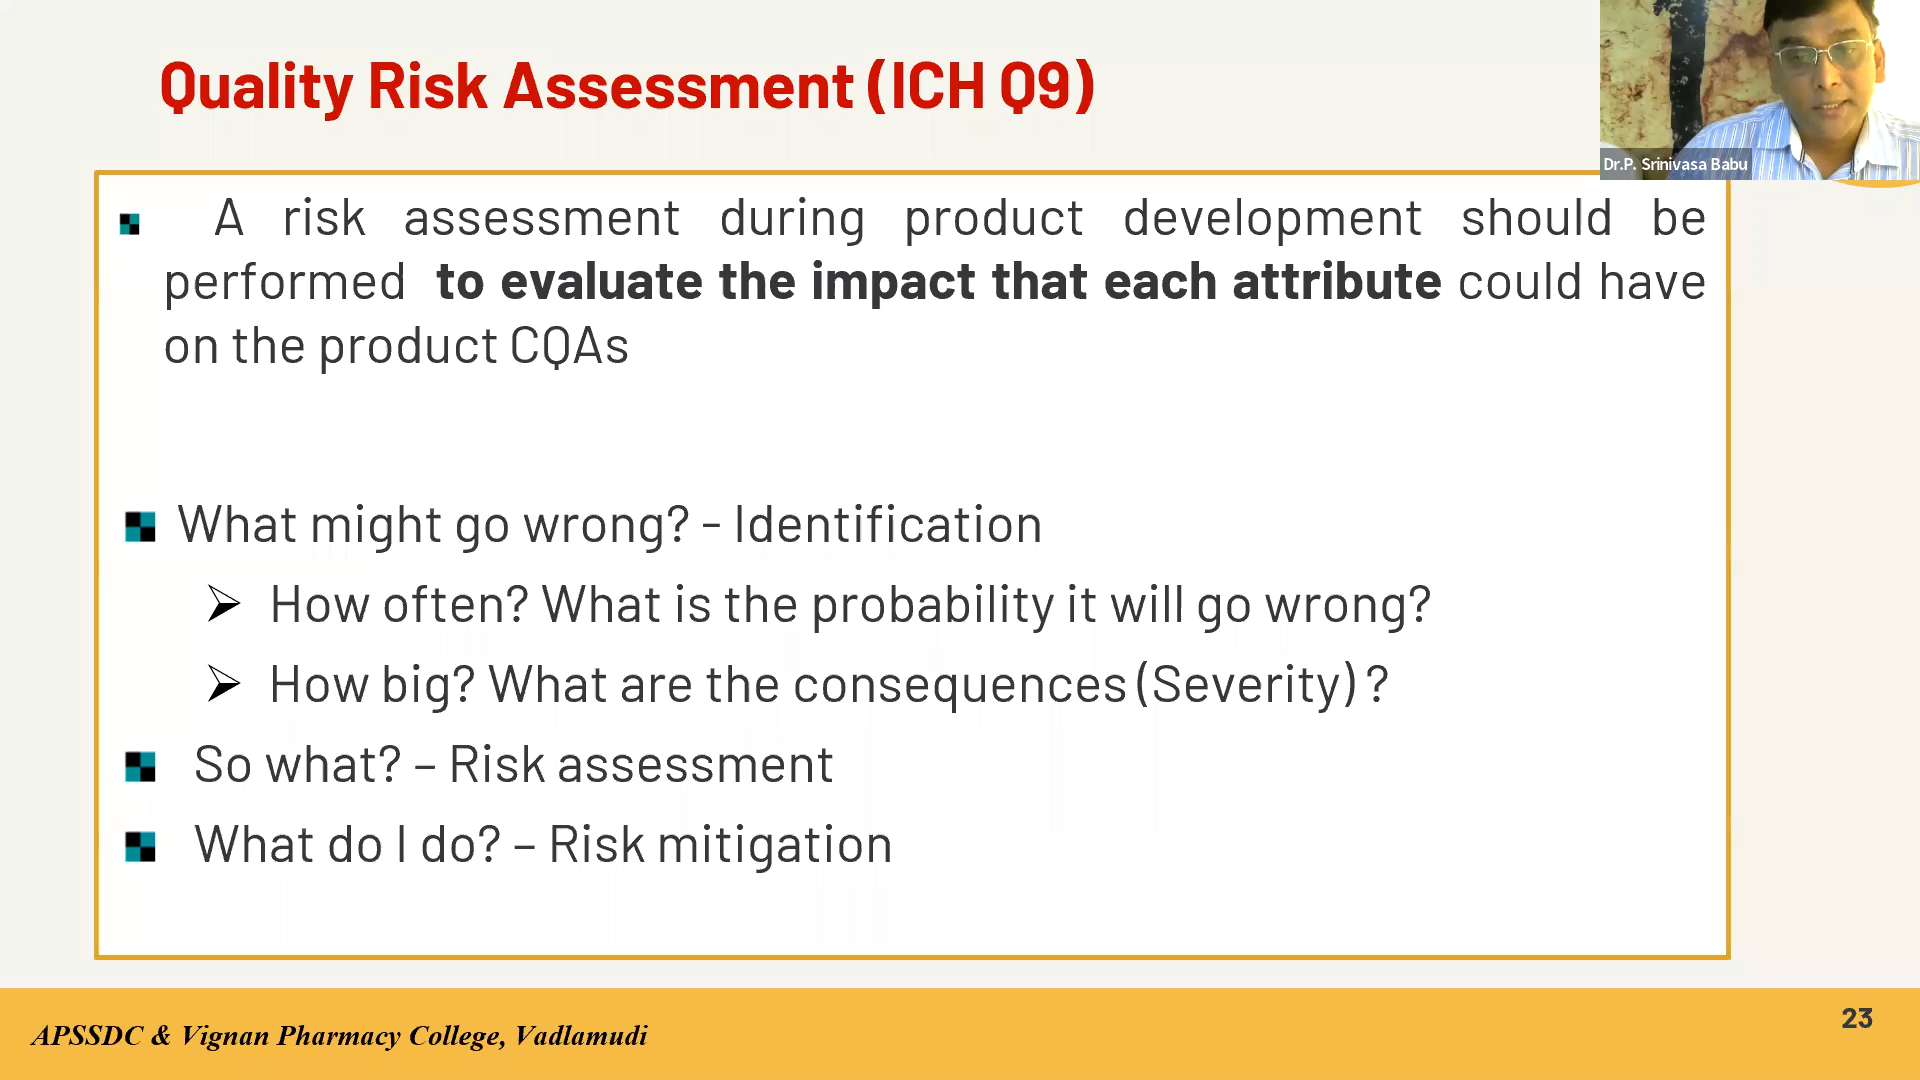 Quality Risk Assessment (ICH Q9)
Dr.P. Srinivasa Babu
A risk assessment during product development should be
performed to evaluate the impact that each attribute could have
on the product CQAs
What might go wrong? - Identification
How often? What is the probability it will go wrong?
How big? What are the consequences (Severity) ?
So what? – Risk assessment
What do I do? – Risk mitigation
APSSDC & Vignan Pharmacy College, Vadlamudi
23